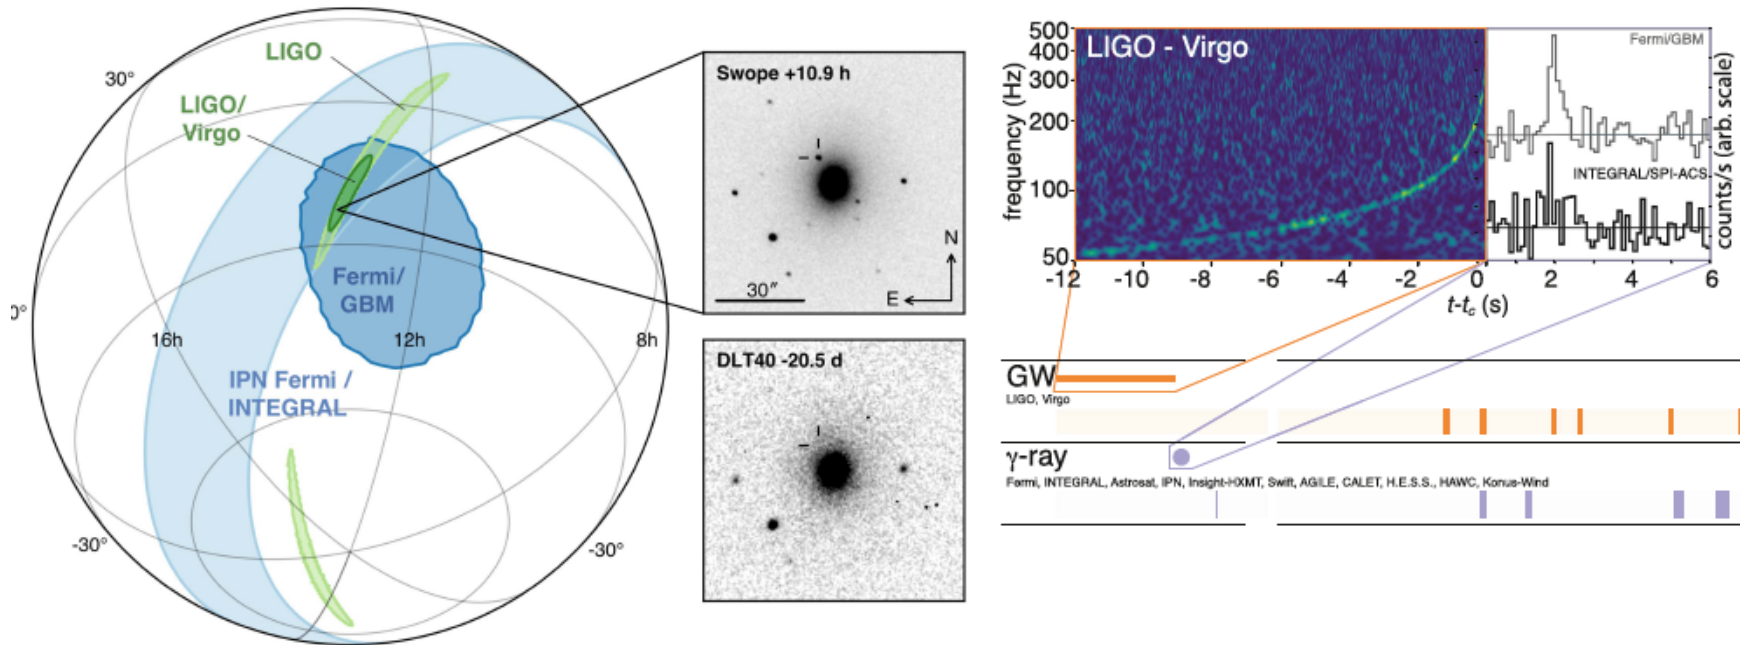 LIGO
LIGO/
Virgo
30°
0°
16h
12h
8h
Fermi/
GBM
IPN Fermi /
INTEGRAL
-30°
-30°
Swope +10.9 h
N
E
30"
DLT40 -20.5 d
LIGO - Virgo
frequency (Hz)
500
400
300
200
100
50
-12
-10
-8
-6
-4
-2
0
2
4
6
t-tc (s)
Fermi/GBM
INTEGRAL/SPI-ACS
counts/s (arb. scale)
GW
LIGO, Virgo
γ-ray
Fermi, INTEGRAL, Astrosat, IPN, Insight-HXMT, Swift, AGILE, CALET, H.E.S.S., HAWC, Konus-Wind